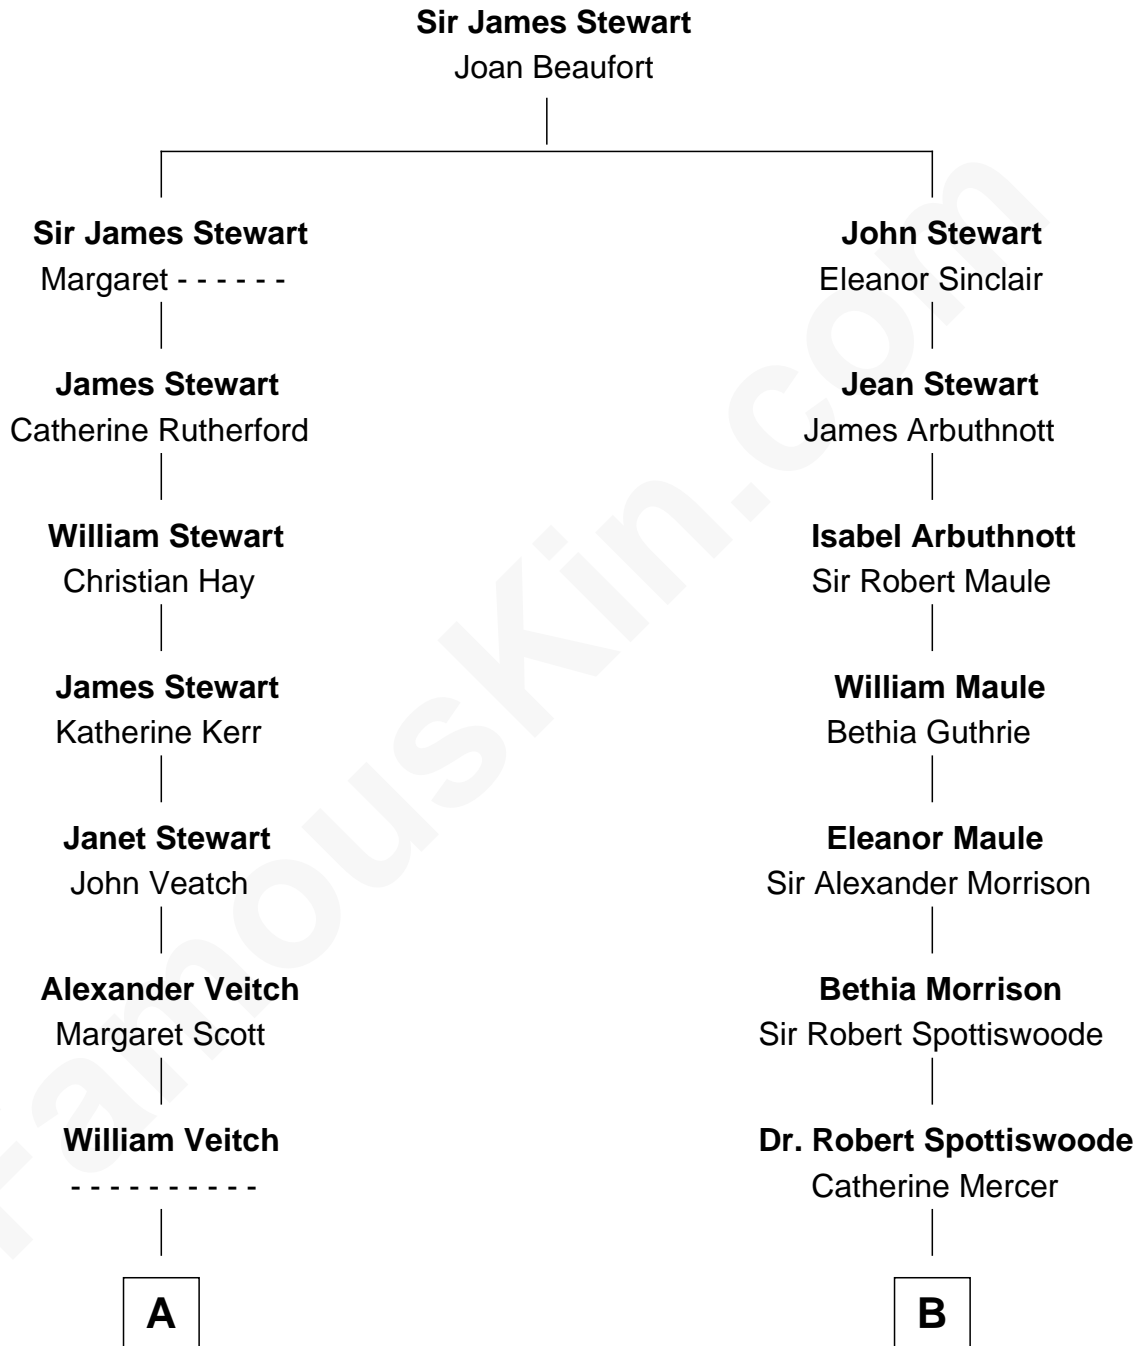 Sir James Stewart
Joan Beaufort
Sir James Stewart
Margaret - - - - - -
John Stewart
Eleanor Sinclair
James Stewart
Catherine Rutherford
Jean Stewart
James Arbuthnott
William Stewart
Christian Hay
Isabel Arbuthnott
Sir Robert Maule
James Stewart
Katherine Kerr
William Maule
Bethia Guthrie
Janet Stewart
John Veatch
Eleanor Maule
Sir Alexander Morrison
Alexander Veitch
Margaret Scott
Bethia Morrison
Sir Robert Spottiswoode
William Veitch
- - - - - - - - - -
Dr. Robert Spottiswoode
Catherine Mercer
A
B
FamousKin.com